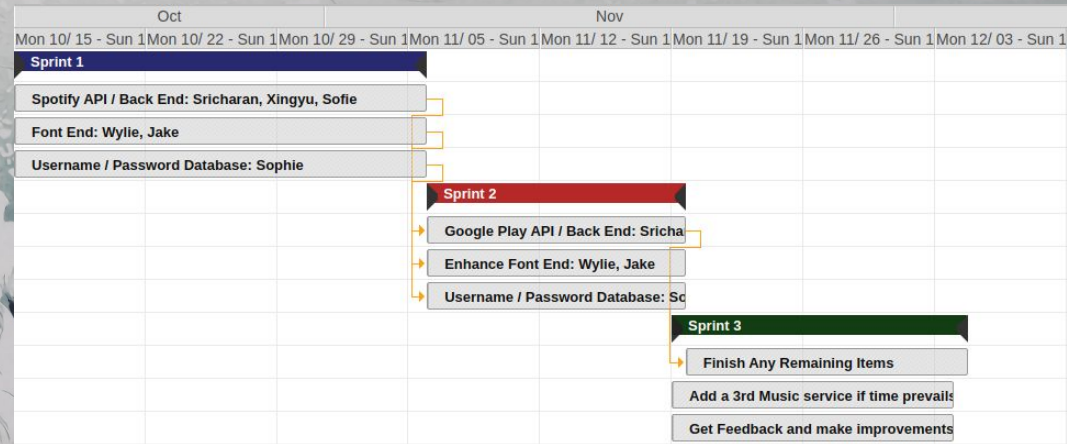 Oct Nov
Mon 10/ 15 - Sun 1 Mon 10/ 22 - Sun 1 Mon 10/ 29 - Sun 1 Mon 11/ 05 - Sun 1 Mon 11/ 12 - Sun 1 Mon 11/ 19 - Sun 1 Mon 11/ 26 - Sun 1 Mon 12/ 03 - Sun 1
Sprint 1
Spotify API / Back End: Sricharan, Xingyu, Sofie
Font End: Wylie, Jake
Username / Password Database: Sophie
Sprint 2
Google Play API / Back End: Sricha
Enhance Font End: Wylie, Jake
Username / Password Database: So
Sprint 3
Finish Any Remaining Items
Add a 3rd Music service if time prevails
Get Feedback and make improvements